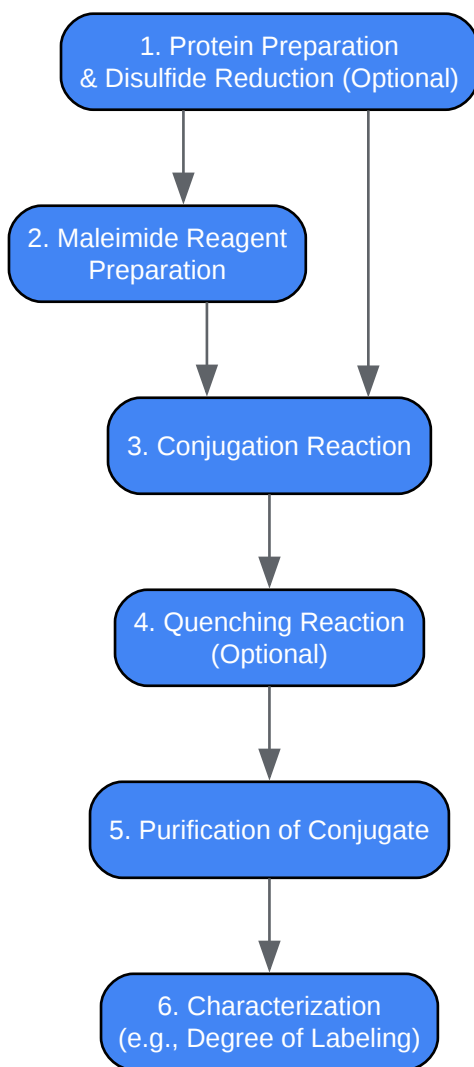 1. Protein Preparation
& Disulfide Reduction (Optional)
2. Maleimide Reagent
Preparation
3. Conjugation Reaction
4. Quenching Reaction
(Optional)
5. Purification of Conjugate
6. Characterization
(e.g., Degree of Labeling)